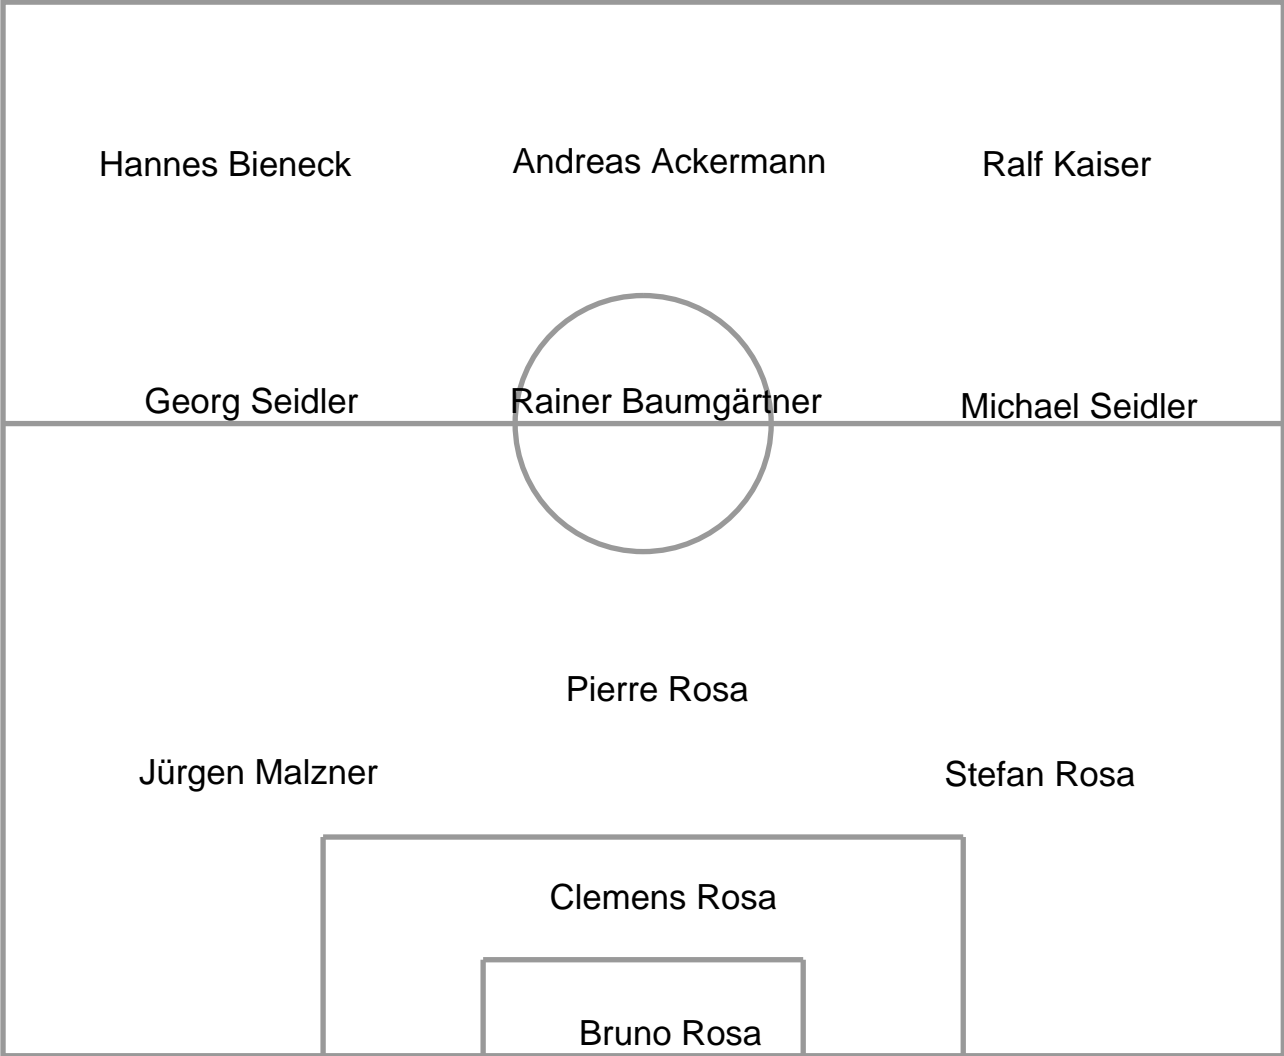 Hannes Bieneck
Andreas Ackermann
Ralf Kaiser
Georg Seidler
Rainer Baumgärtner
Michael Seidler
Pierre Rosa
Jürgen Malzner
Stefan Rosa
Clemens Rosa
Bruno Rosa